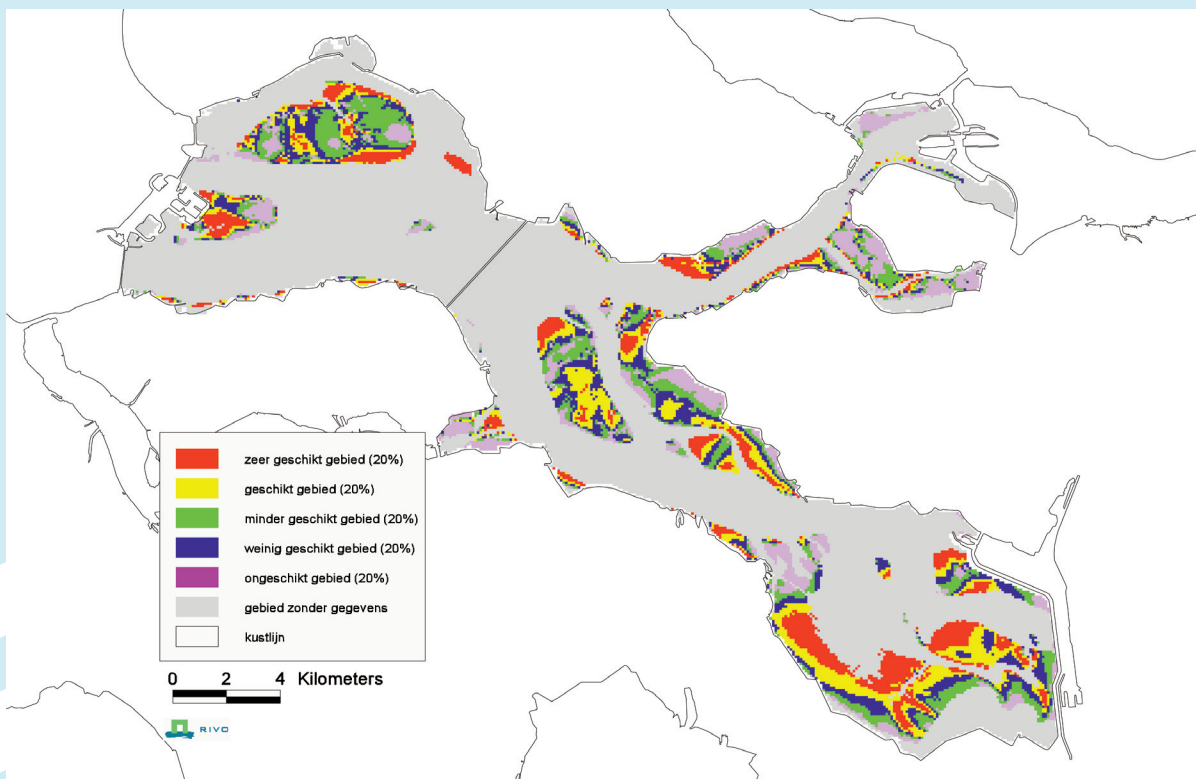 zeer geschikt gebied (20%)
geschikt gebied (20%)
minder geschikt gebied (20%)
weinig geschikt gebied (20%)
ongeschikt gebied (20%)
gebied zonder gegevens
kustlijn
0 2 4 Kilometers
RIVO